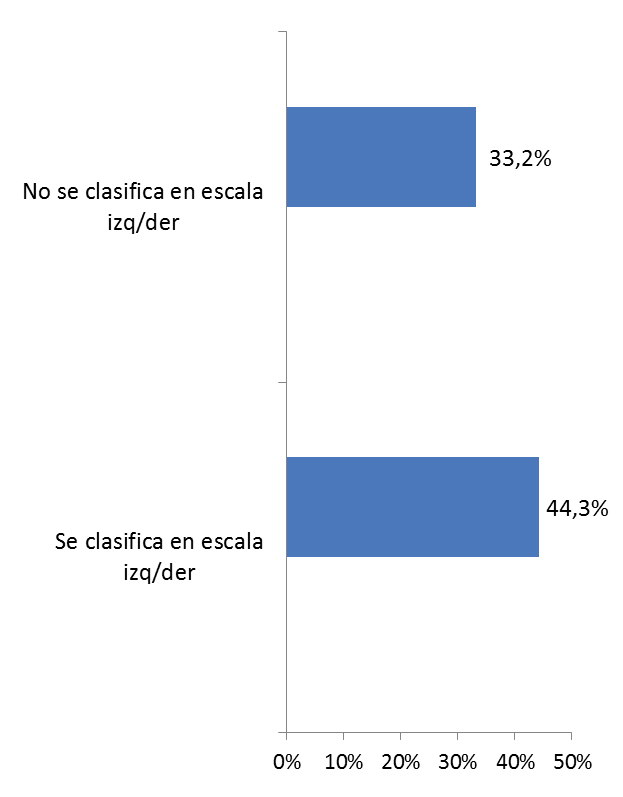 No se clasifica en escala
izq/der
33,2%
Se clasifica en escala
izq/der
44,3%
0% 10% 20% 30% 40% 50%